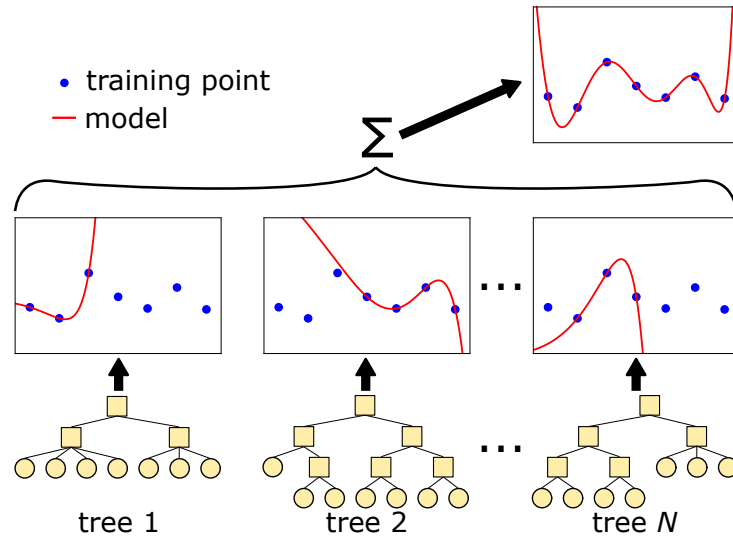 training point
model
Σ
...
...
tree 1
tree 2
tree N